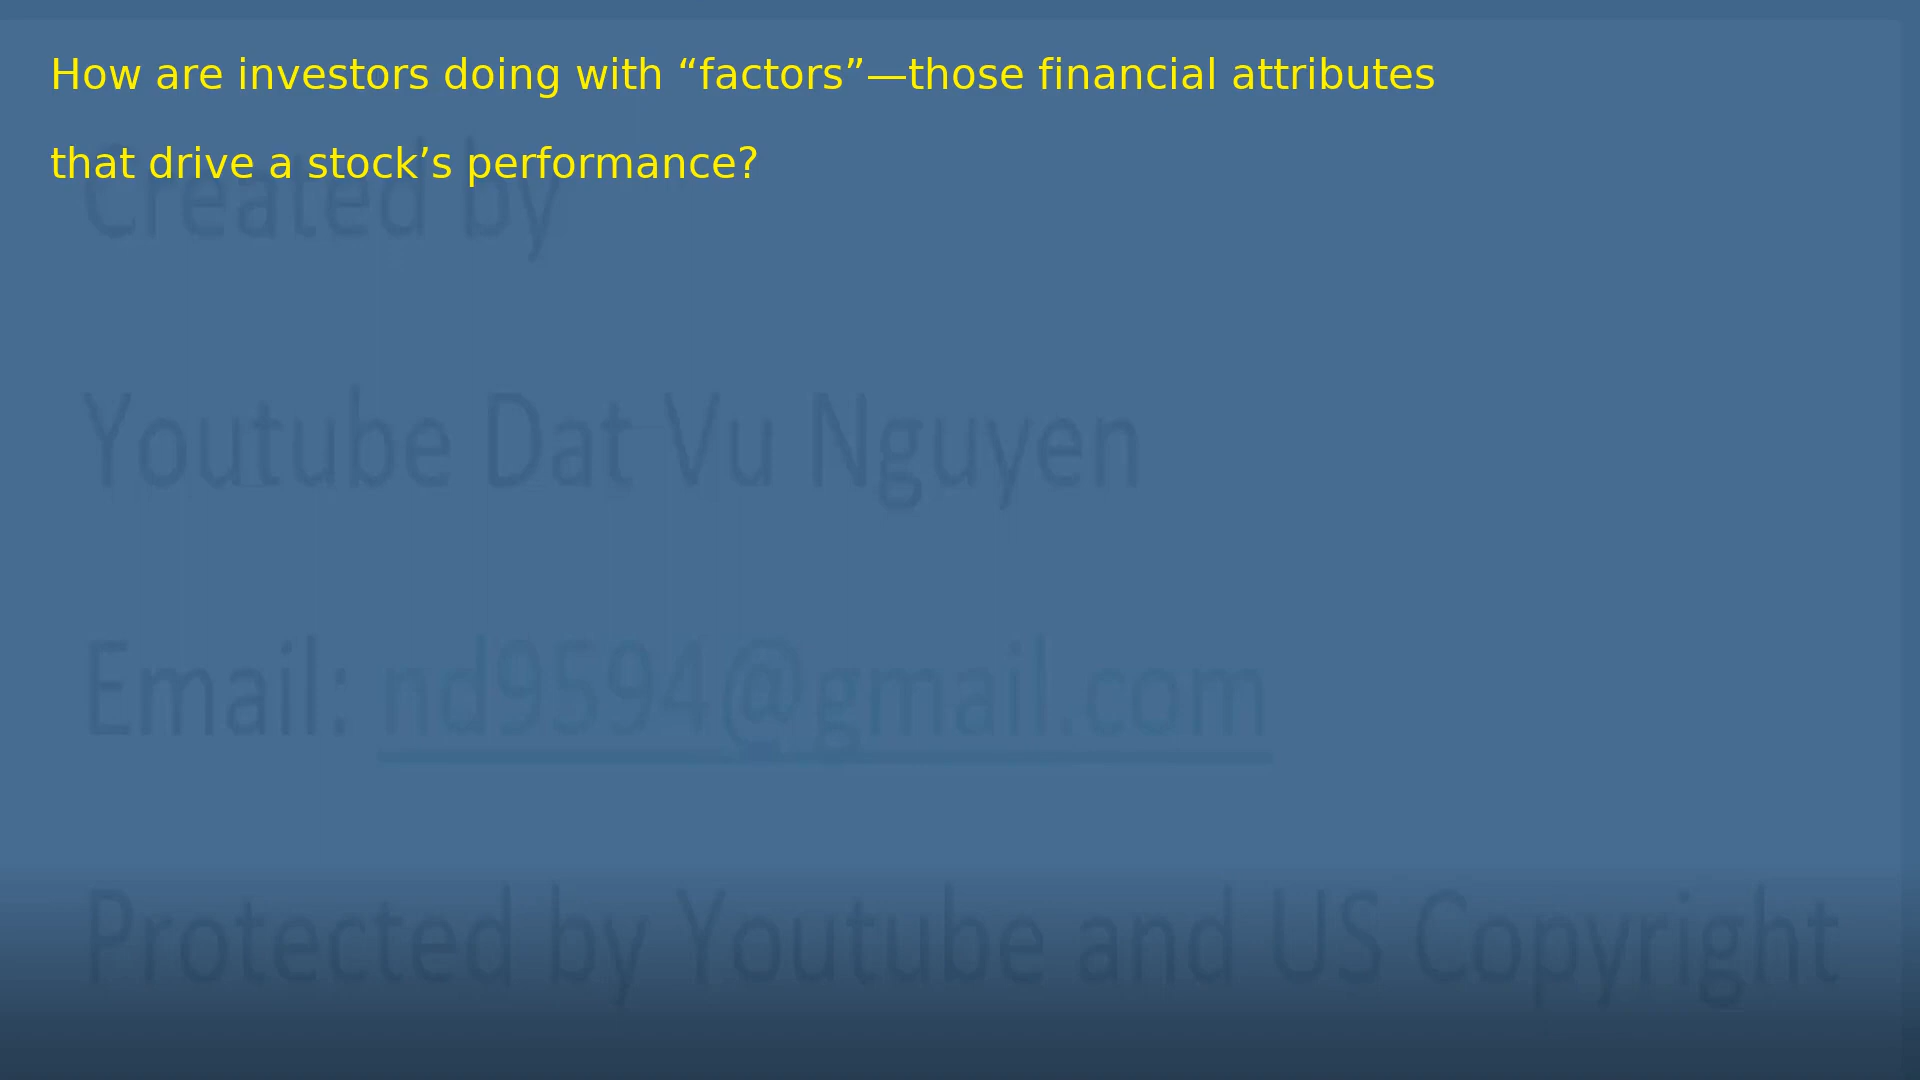 How are investors doing with “factors”—those financial attributes
that drive a stock’s performance?
Created by
Youtube Dat Vu Nguyen
Email: nd9594@gmail.com
Protected by Youtube and US Copyright